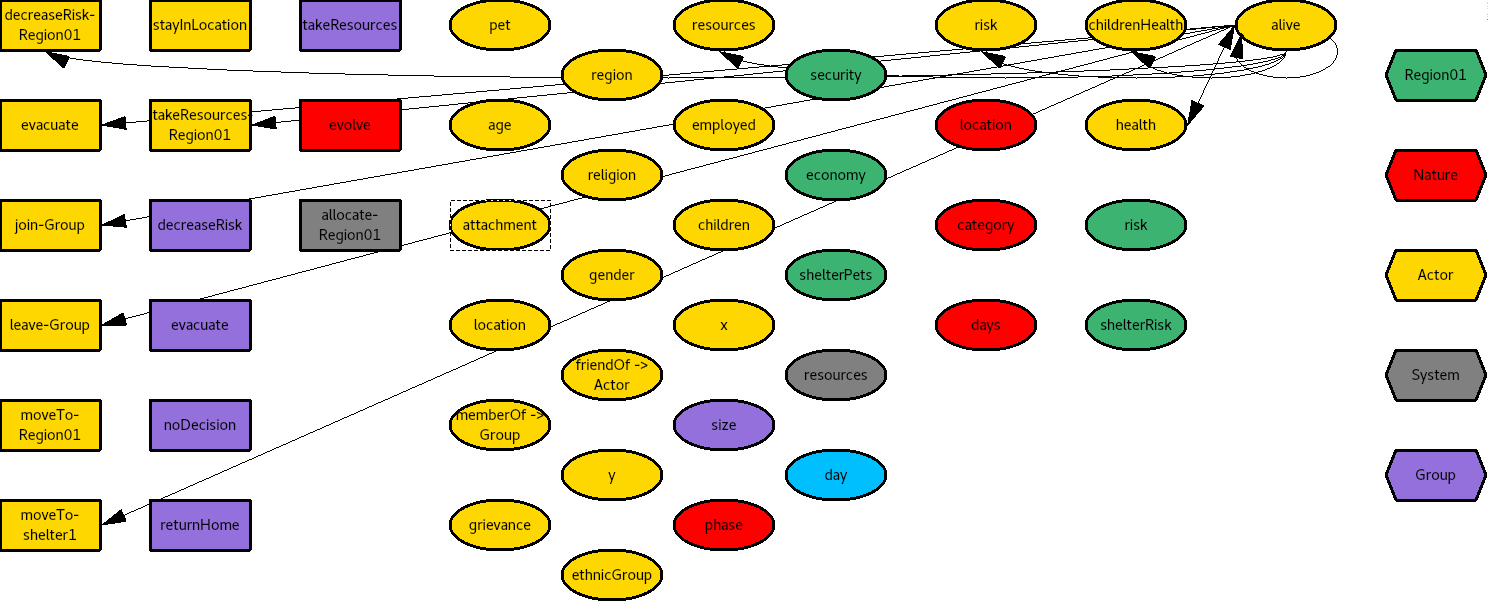 decreaseRisk-
Region01
stayInLocation
takeResources
pet
resources
risk
childrenHealth
alive
region
security
Region01
evacuate
takeResources-
Region01
evolve
age
employed
location
health
religion
economy
Nature
join-Group
decreaseRisk
allocate-
Region01
attachment
children
category
risk
gender
shelterPets
Actor
leave-Group
evacuate
location
x
days
shelterRisk
friendOf ->
Actor
resources
System
moveTo-
Region01
noDecision
memberOf ->
Group
size
y
day
Group
moveTo-
shelter1
returnHome
grievance
phase
ethnicGroup